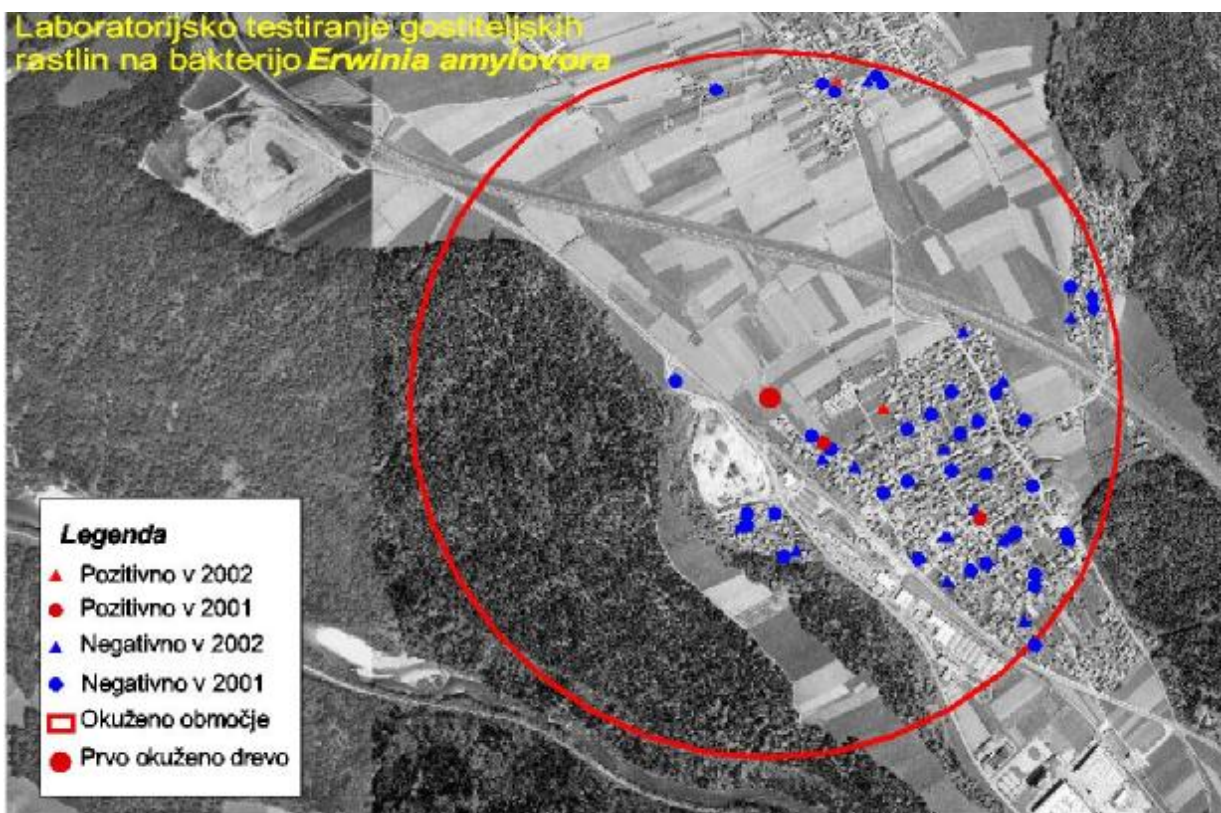 Laboratorijsko testiranje gostiteljskih
rastlin na bakterijo Erwinia amylovora
Legenda
Pozitivno v 2002
Pozitivno v 2001
Negativno v 2002
Negativno v 2001
Okuženo območje
Prvo okuženo drevo